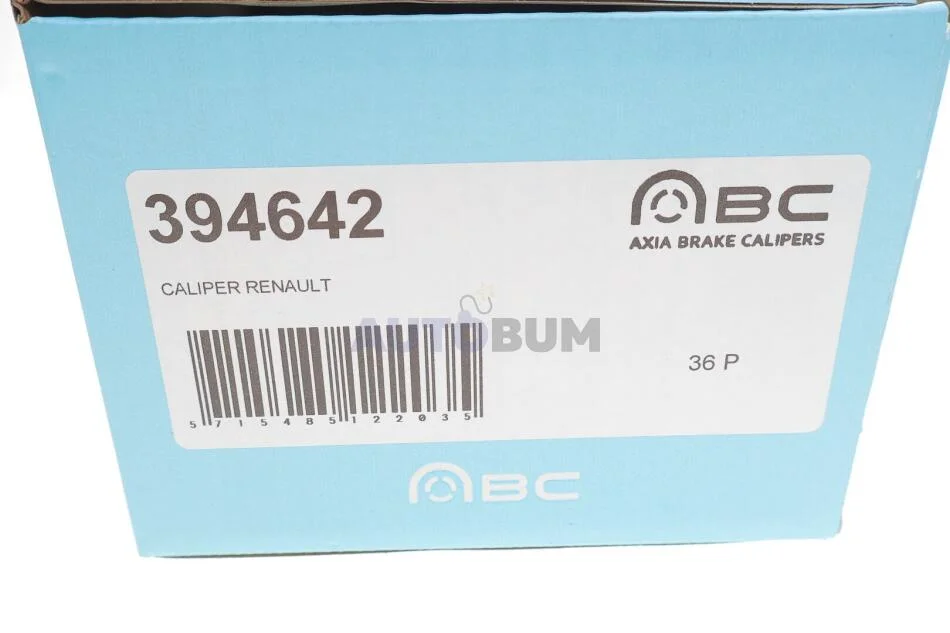 394642
ABC
AXIA BRAKE CALIPERS
CALIPER RENAULT
AUTOBUM
36 P
5715485122035
ABC